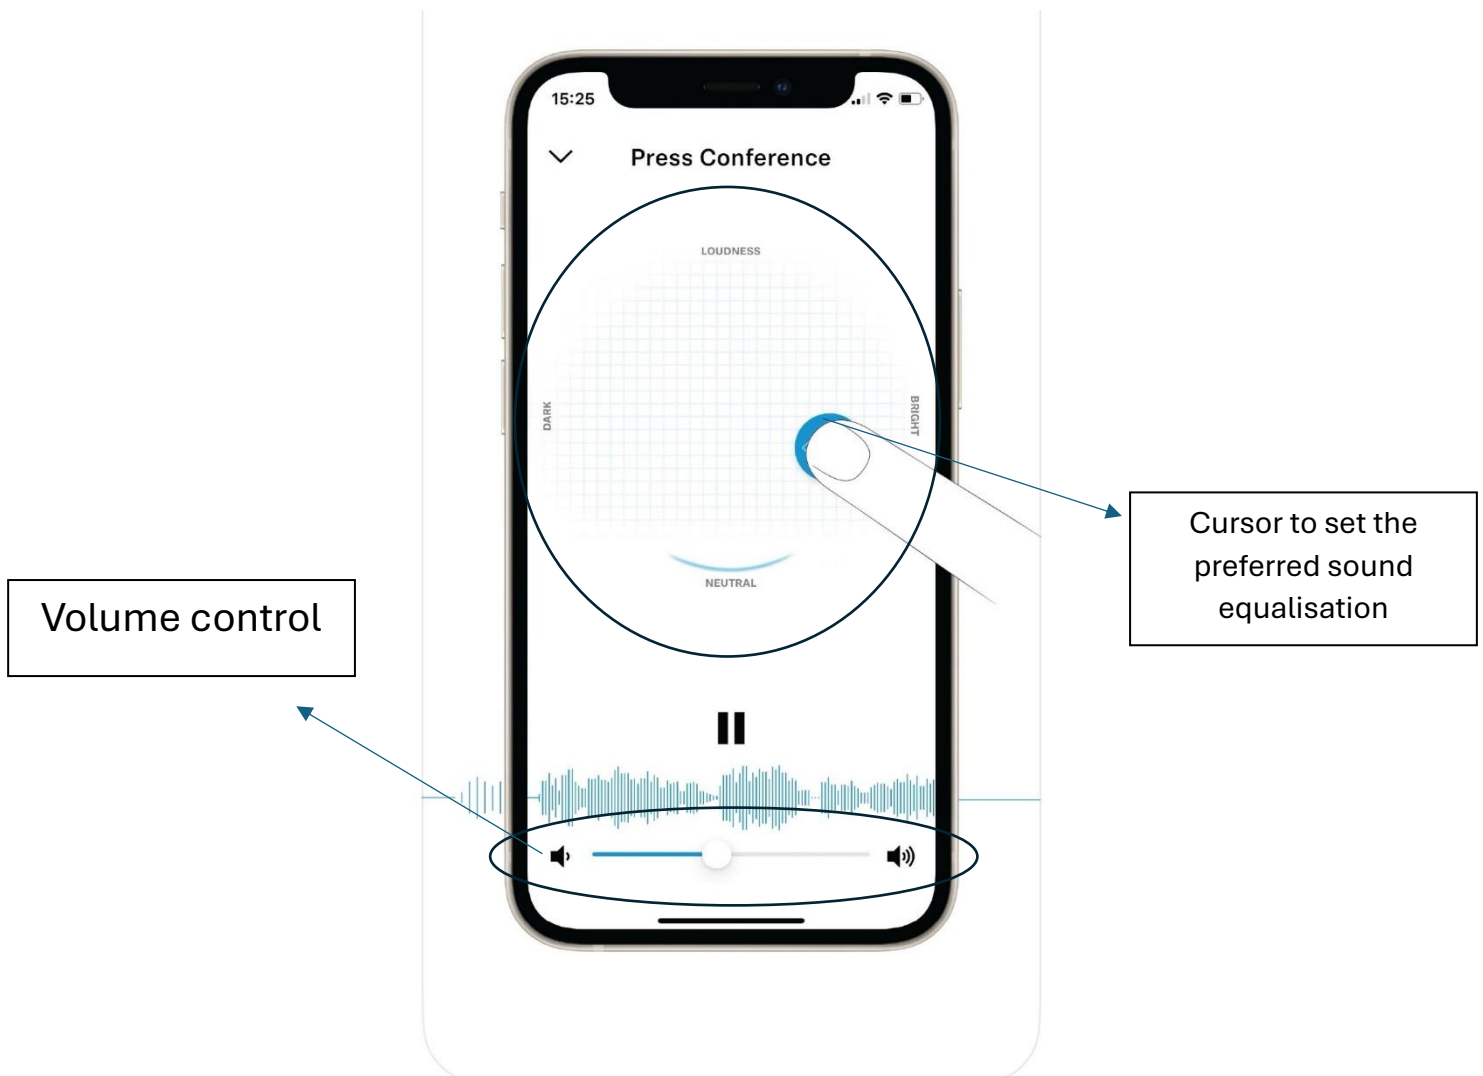 15:25
Press Conference
LOUDNESS
DARK
BRIGHT
NEUTRAL
Cursor to set the
preferred sound
equalisation
Volume control